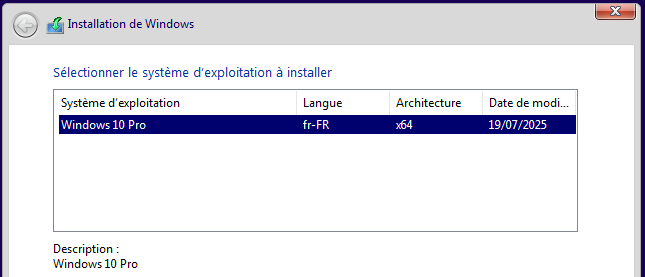 Installation de Windows
Sélectionner le système d'exploitation à installer
Système d'exploitation Langue Architecture Date de modi...
Windows 10 Pro fr-FR x64 19/07/2025
Description :
Windows 10 Pro